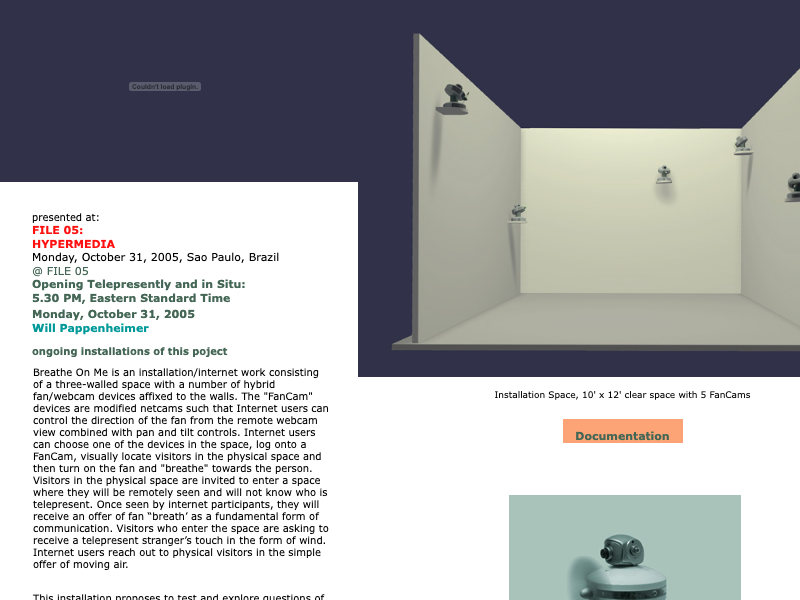 Couldn't load plugin.
presented at:
FILE 05:
HYPERMEDIA
Monday, October 31, 2005, Sao Paulo, Brazil
@ FILE 05
Opening Telepresently and in Situ:
5.30 PM, Eastern Standard Time
Monday, October 31, 2005
Will Pappenheimer
ongoing installations of this poject
Breathe On Me is an installation/internet work consisting
of a three-walled space with a number of hybrid
fan/webcam devices affixed to the walls. The "FanCam"
devices are modified netcams such that Internet users can
control the direction of the fan from the remote webcam
view combined with pan and tilt controls. Internet users
can choose one of the devices in the space, log onto a
FanCam, visually locate visitors in the physical space and
then turn on the fan and "breathe" towards the person.
Visitors in the physical space are invited to enter a space
where they will be remotely seen and will not know who is
telepresent. Once seen by internet participants, they will
receive an offer of fan “breath’ as a fundamental form of
communication. Visitors who enter the space are asking to
receive a telepresent stranger’s touch in the form of wind.
Internet users reach out to physical visitors in the simple
offer of moving air.
This installation proposes to test and explore questions of
Installation Space, 10' x 12' clear space with 5 FanCams
Documentation